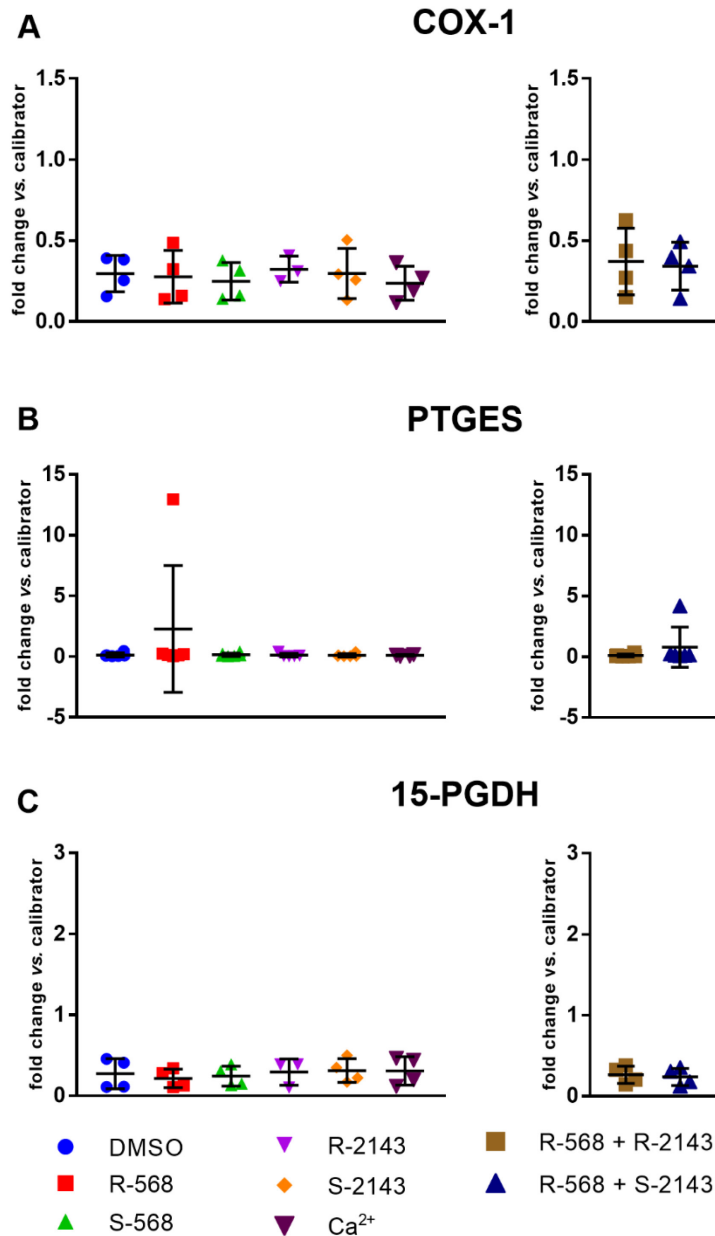 A
COX-1
fold change vs. calibrator
1.5
1.0
0.5
0.0
fold change vs. calibrator
1.5
1.0
0.5
0.0
B
PTGES
fold change vs. calibrator
15
10
5
0
-5
fold change vs. calibrator
15
10
5
0
-5
C
15-PGDH
fold change vs. calibrator
3
2
1
0
fold change vs. calibrator
3
2
1
0
DMSO
R-568
S-568
R-2143
S-2143
Ca²⁺
R-568 + R-2143
R-568 + S-2143